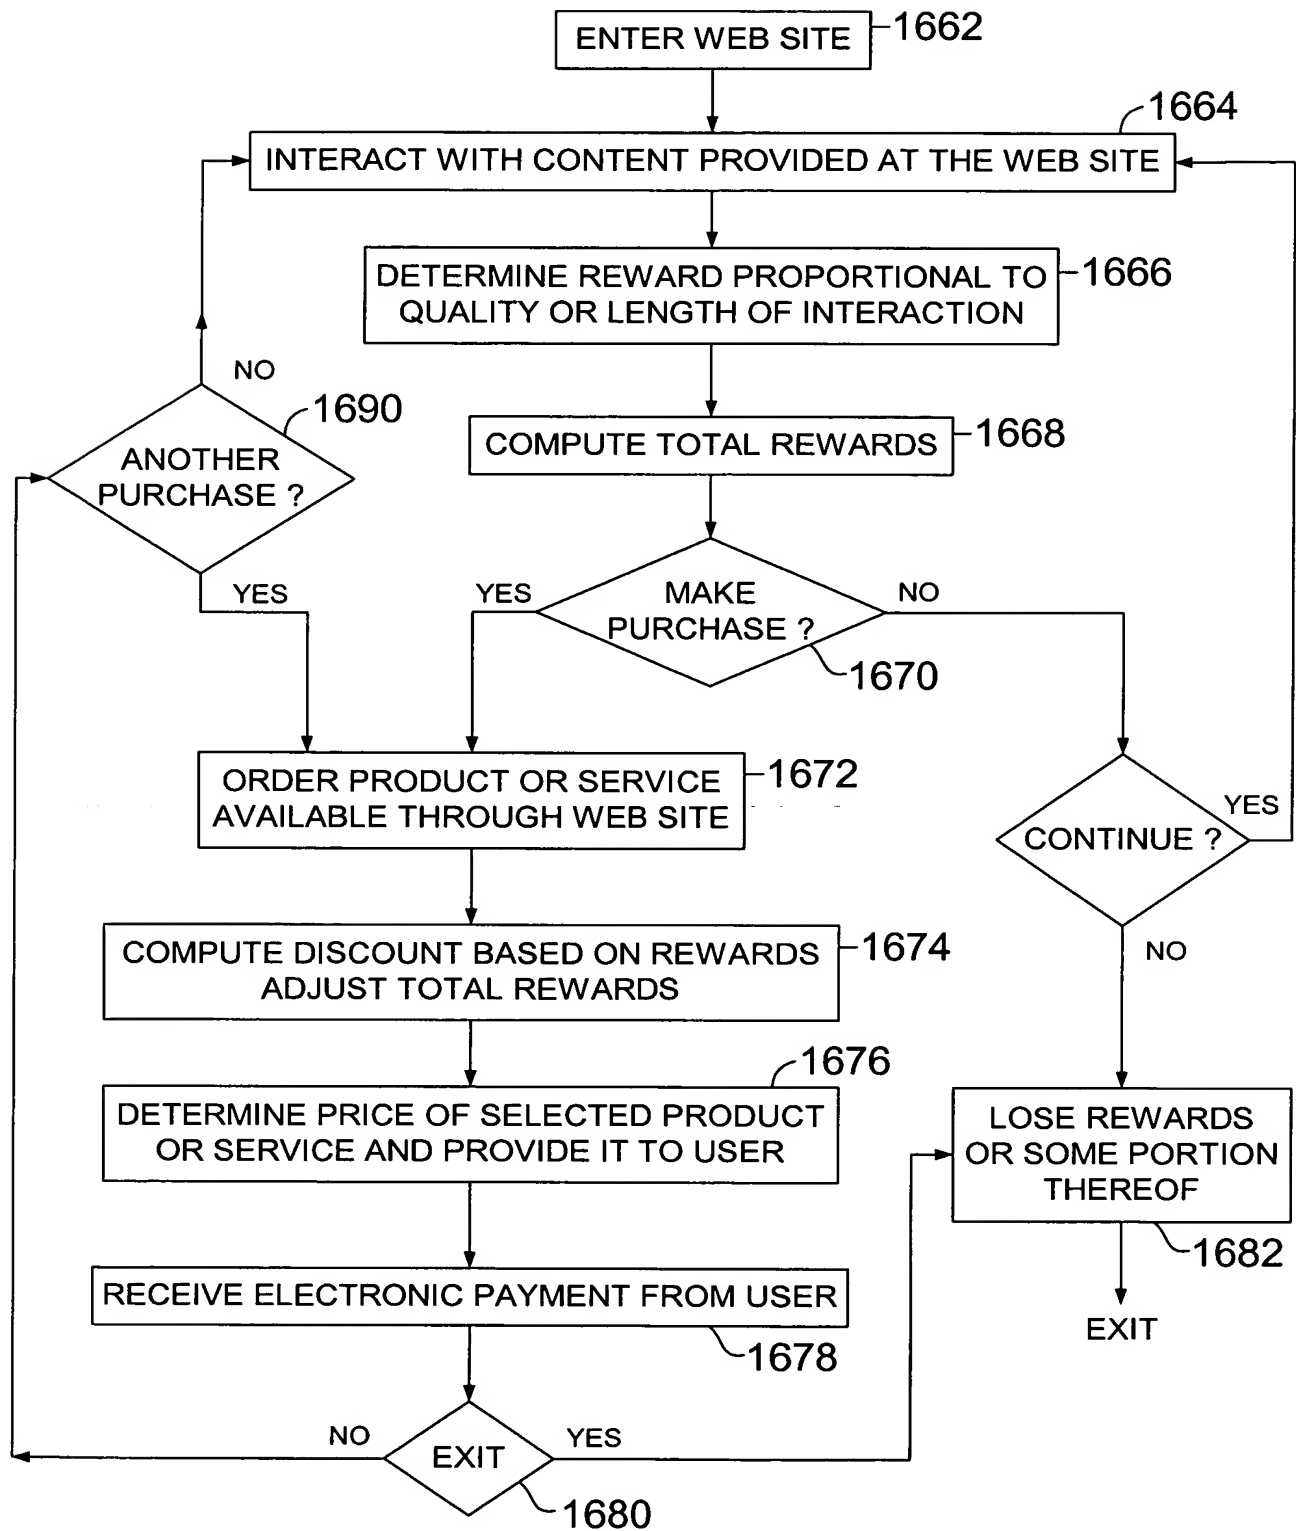 ENTER WEB SITE
1662
1664
INTERACT WITH CONTENT PROVIDED AT THE WEB SITE
DETERMINE REWARD PROPORTIONAL TO
QUALITY OR LENGTH OF INTERACTION
1666
NO
1690
ANOTHER
PURCHASE ?
YES
COMPUTE TOTAL REWARDS
1668
YES
MAKE
PURCHASE ?
NO
1670
ORDER PRODUCT OR SERVICE
AVAILABLE THROUGH WEB SITE
1672
CONTINUE ?
YES
NO
COMPUTE DISCOUNT BASED ON REWARDS
ADJUST TOTAL REWARDS
1674
1676
DETERMINE PRICE OF SELECTED PRODUCT
OR SERVICE AND PROVIDE IT TO USER
LOSE REWARDS
OR SOME PORTION
THEREOF
1682
EXIT
RECEIVE ELECTRONIC PAYMENT FROM USER
1678
NO
EXIT
YES
1680